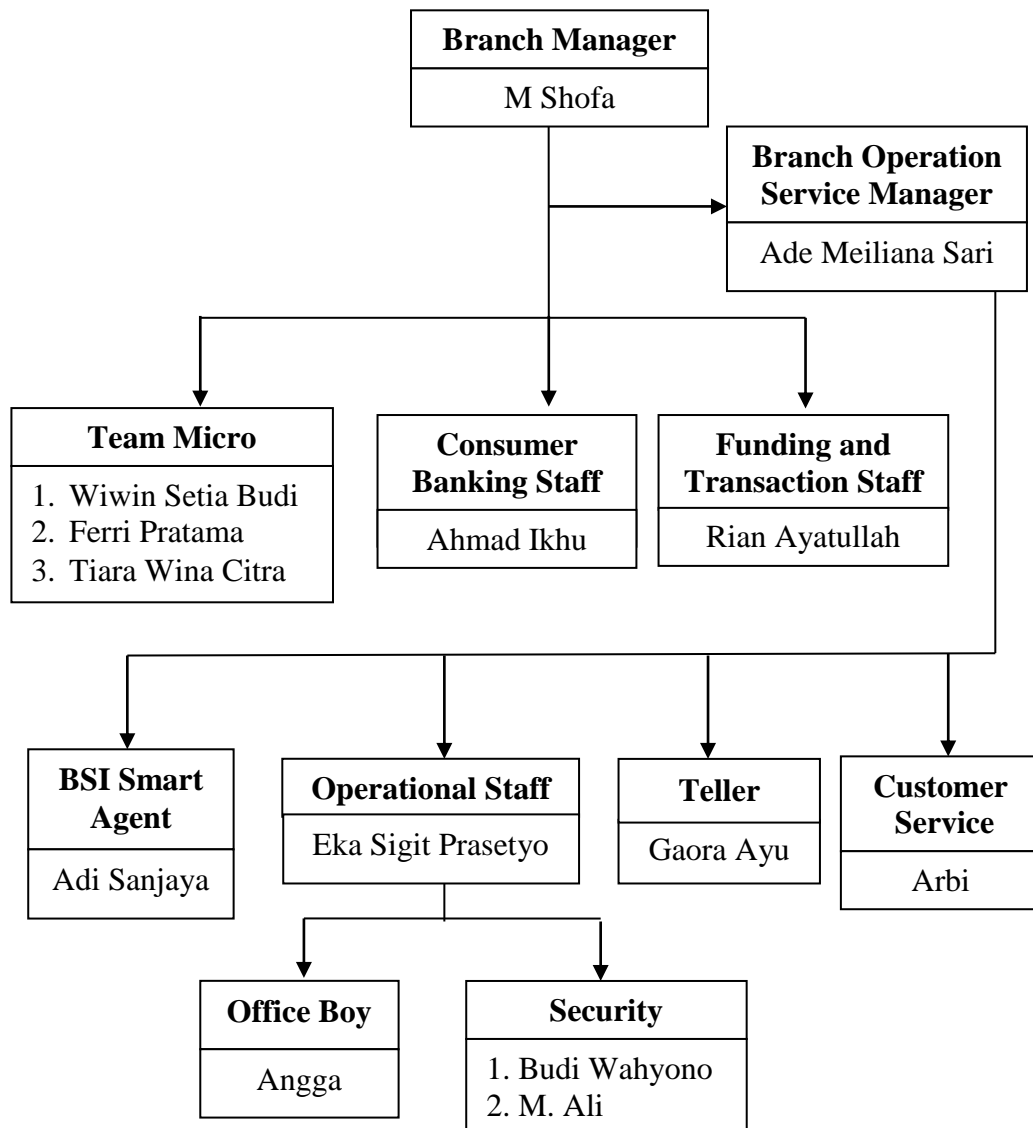 Branch Manager
M Shofa
Branch Operation
Service Manager
Ade Meiliana Sari
Team Micro
1. Wiwin Setia Budi
2. Ferri Pratama
3. Tiara Wina Citra
Consumer
Banking Staff
Ahmad Ikhu
Funding and
Transaction Staff
Rian Ayatullah
BSI Smart
Agent
Adi Sanjaya
Operational Staff
Eka Sigit Prasetyo
Teller
Gaora Ayu
Customer
Service
Arbi
Office Boy
Angga
Security
1. Budi Wahyono
2. M. Ali